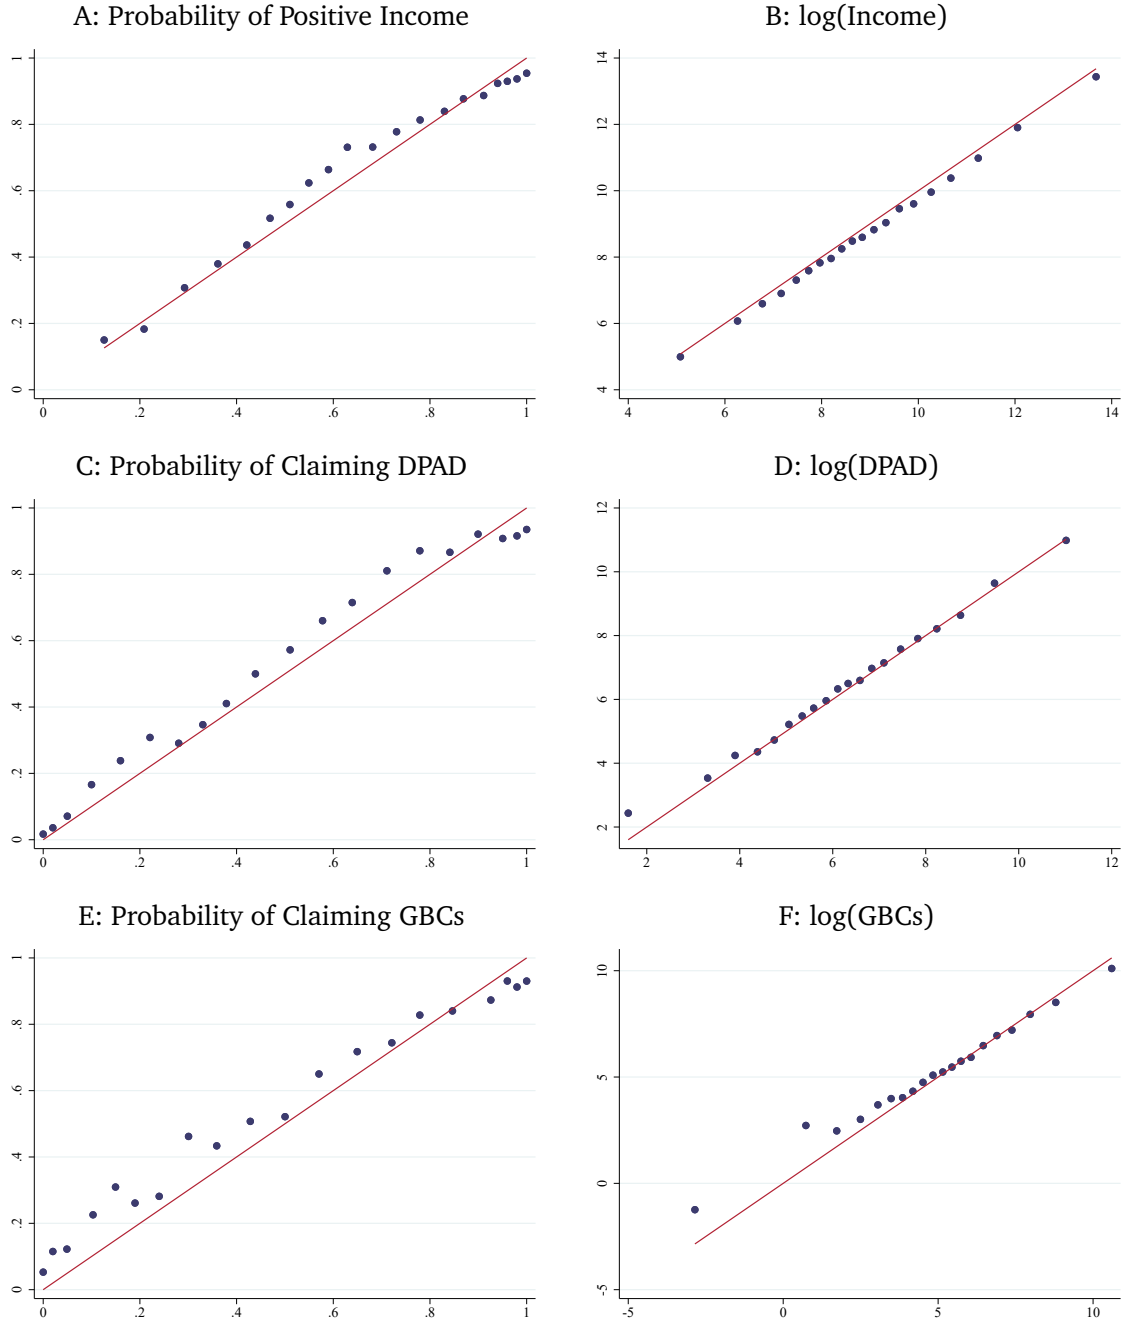 A: Probability of Positive Income
B: log(Income)
1
.8
.6
.4
.2
0
0 .2 .4 .6 .8 1
14
12
10
8
6
4
4 6 8 10 12 14
C: Probability of Claiming DPAD
D: log(DPAD)
1
.8
.6
.4
.2
0
0 .2 .4 .6 .8 1
12
10
8
6
4
2
2 4 6 8 10 12
E: Probability of Claiming GBCs
F: log(GBCs)
1
.8
.6
.4
.2
0
0 .2 .4 .6 .8 1
10
5
0
-5
-5 0 5 10